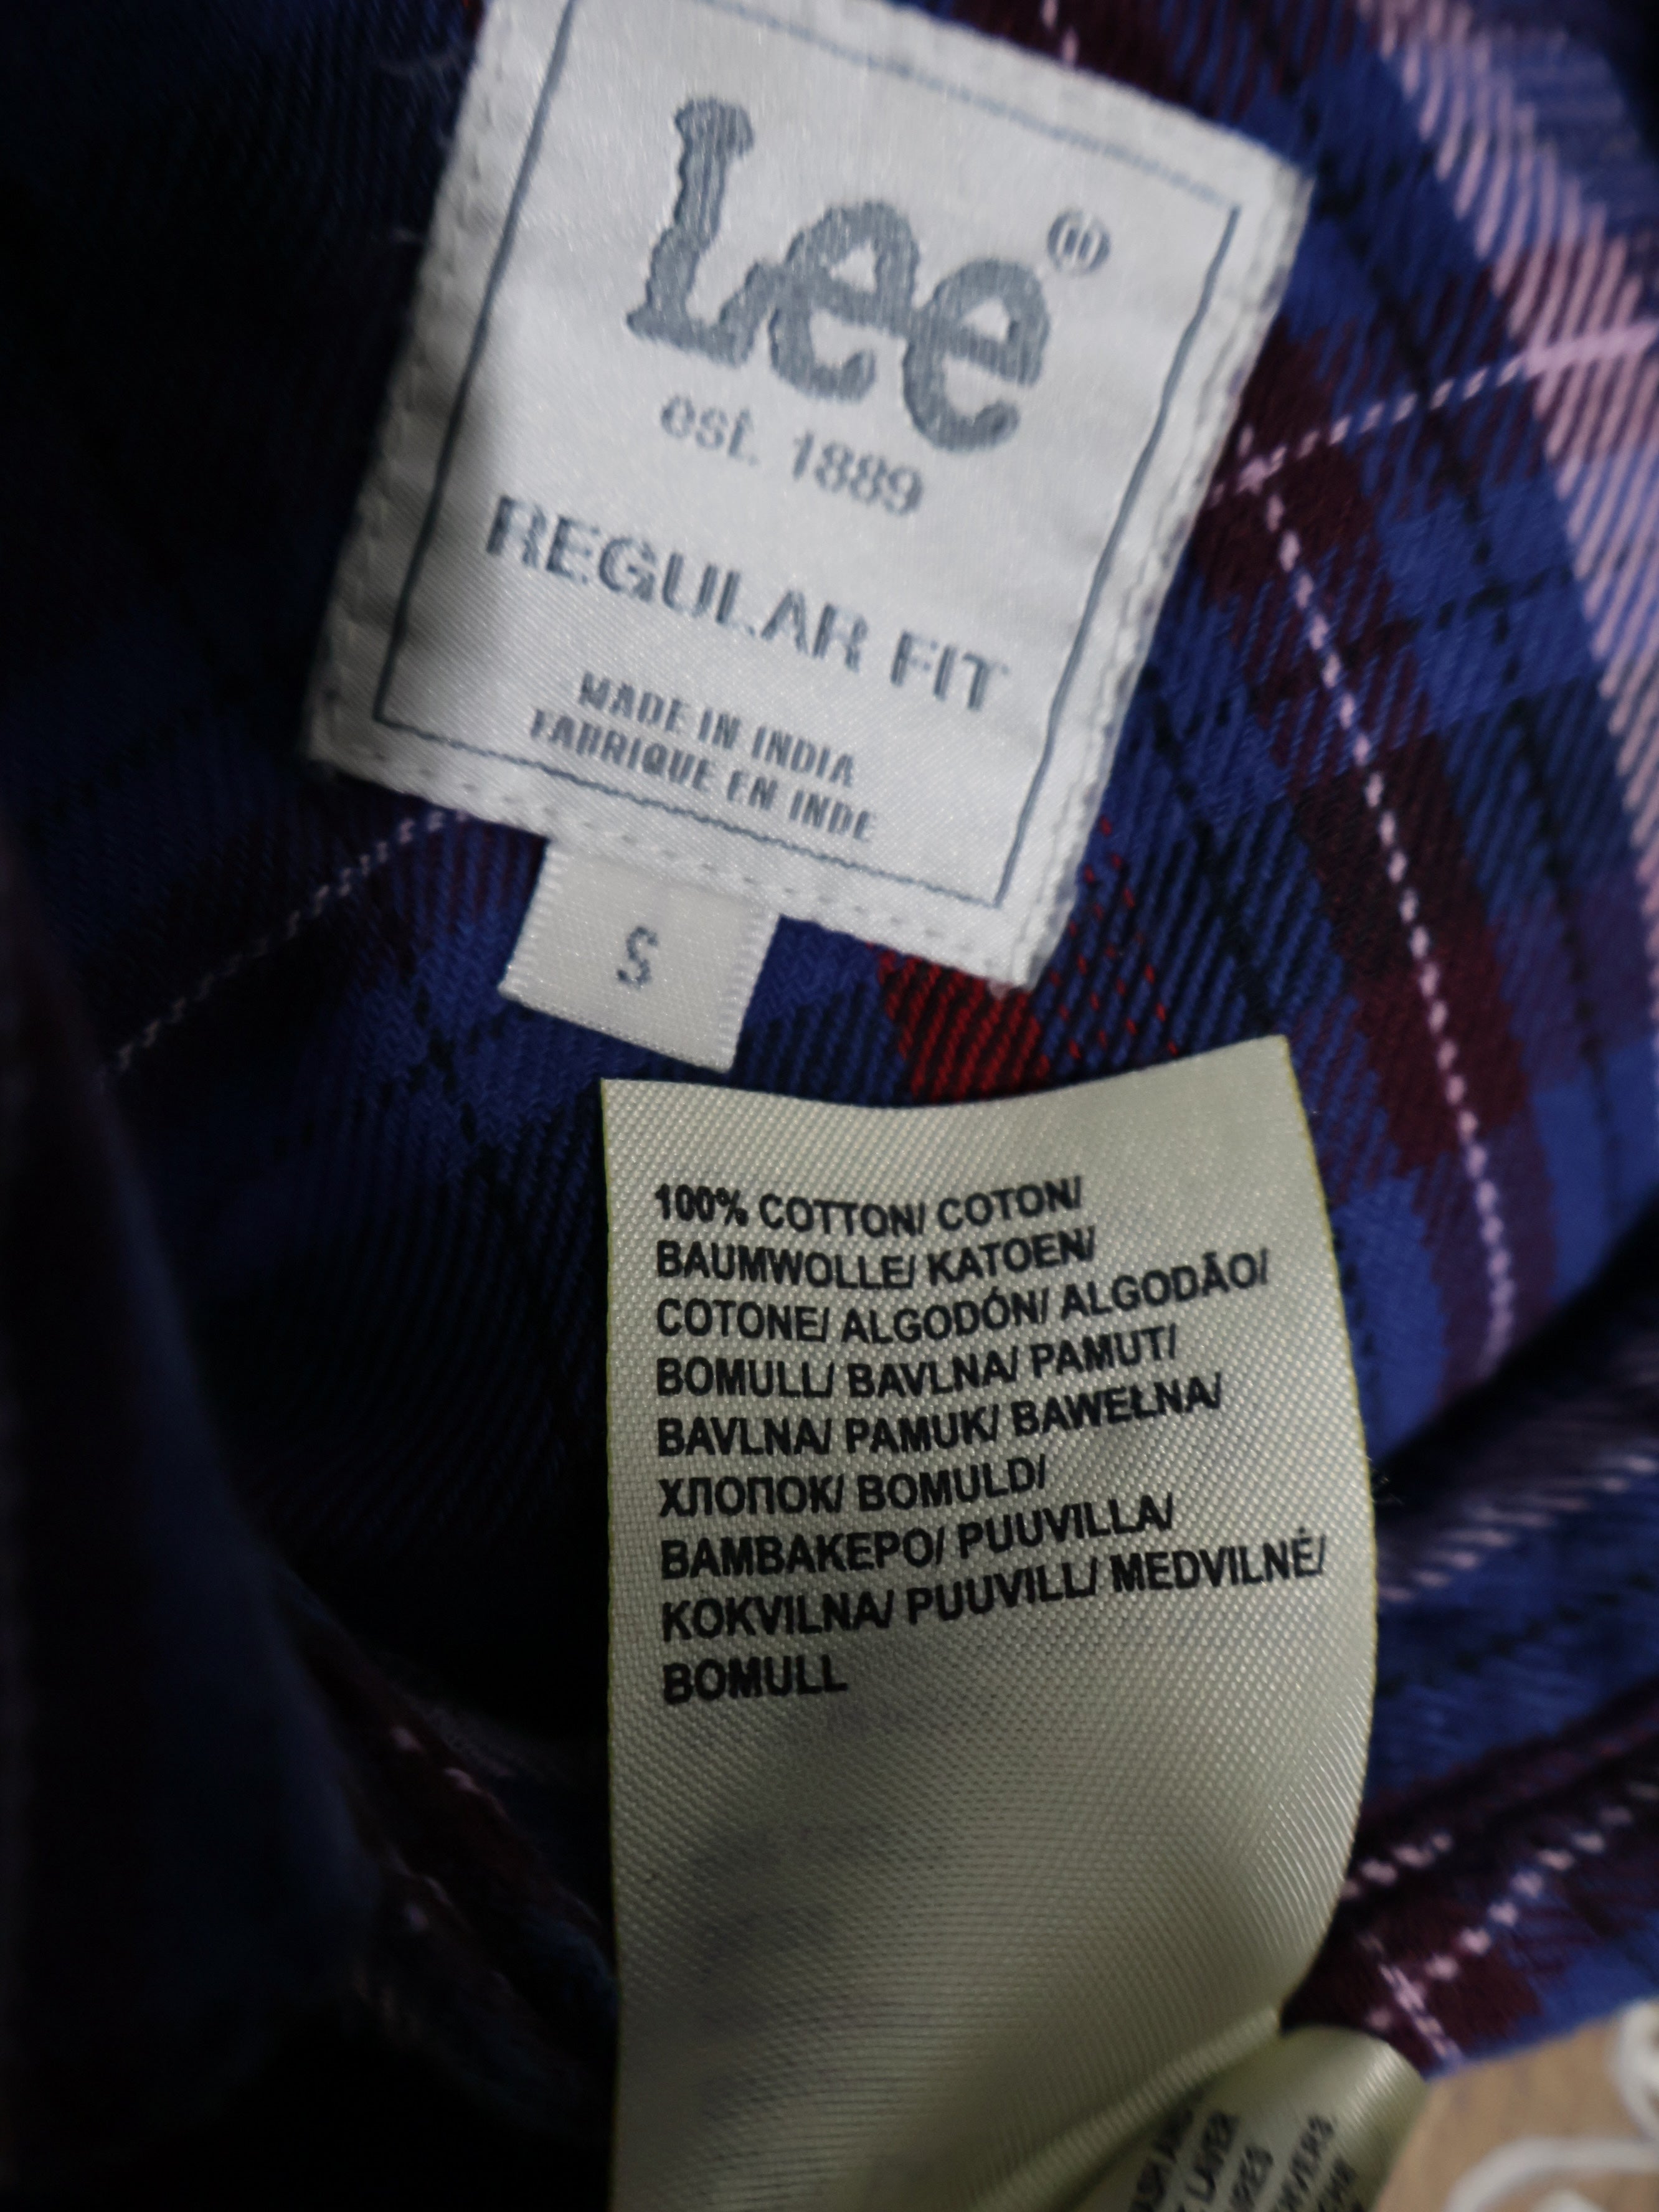 Lee®
est. 1889
REGULAR FIT
MADE IN INDIA
FABRIQUE EN INDE
S
100% COTTON/ COTON/
BAUMWOLLE/ KATOEN/
COTONE/ ALGODÓN/ ALGODÃO/
BOMULL/ BAVLNA/ PAMUT/
BAVLNA/ PAMUK/ BAWEŁNA/
ХЛОПОК/ BOMULD/
ΒΑΜΒΑΚΕΡΟ/ PUUVILLA/
KOKVILNA/ PUUVILL/ MEDVILNĖ/
BOMULL